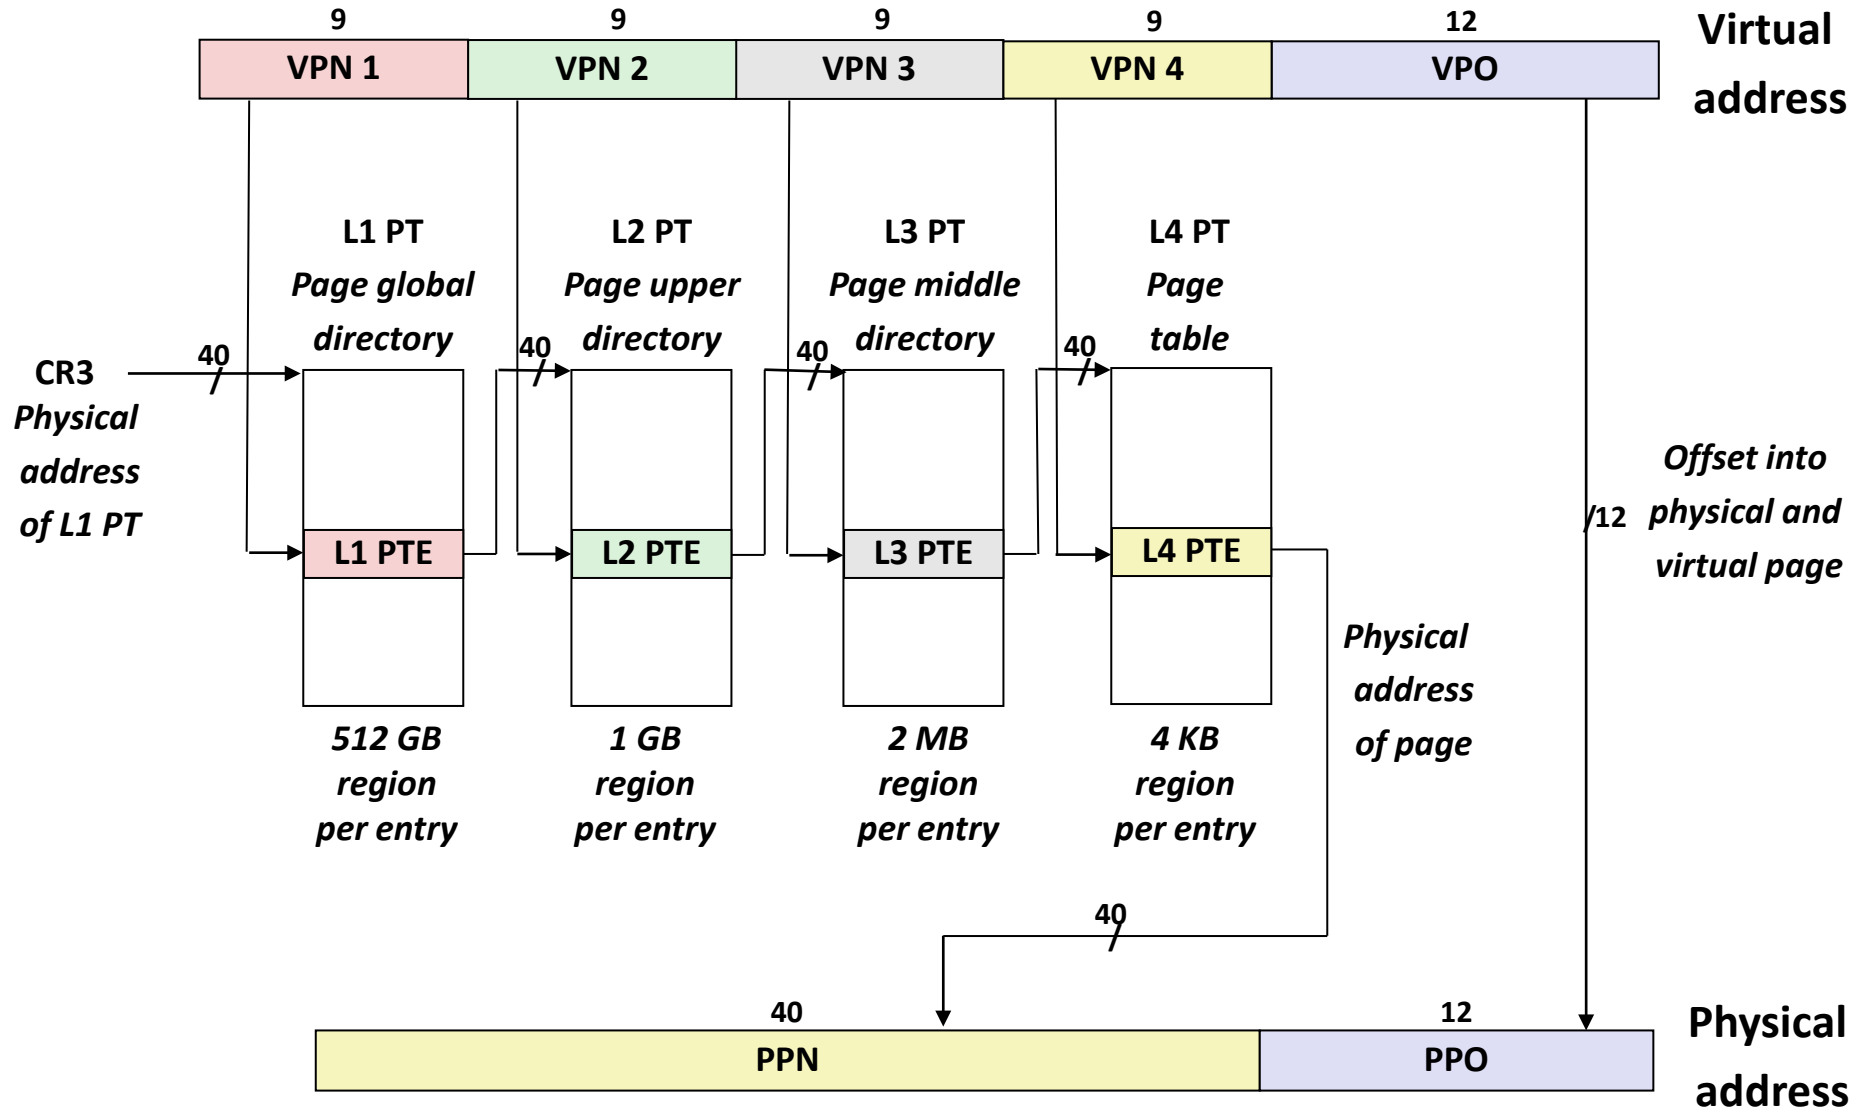 9
9
9
9
12
VPN 1
VPN 2
VPN 3
VPN 4
VPO
Virtual
address
L1 PT
Page global
directory
L2 PT
Page upper
directory
L3 PT
Page middle
directory
L4 PT
Page
table
CR3
Physical
address
of L1 PT
40
40
40
40
L1 PTE
L2 PTE
L3 PTE
L4 PTE
/12
Offset into
physical and
virtual page
512 GB
region
per entry
1 GB
region
per entry
2 MB
region
per entry
4 KB
region
per entry
Physical
address
of page
40
40
12
PPN
PPO
Physical
address